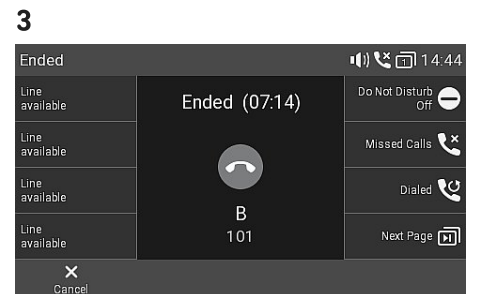 3
Ended
1
14:44
Line
available
Line
available
Line
available
Line
available
Ended (07:14)
B
101
Do Not Disturb
Off
Missed Calls
Dialed
Next Page
Cancel